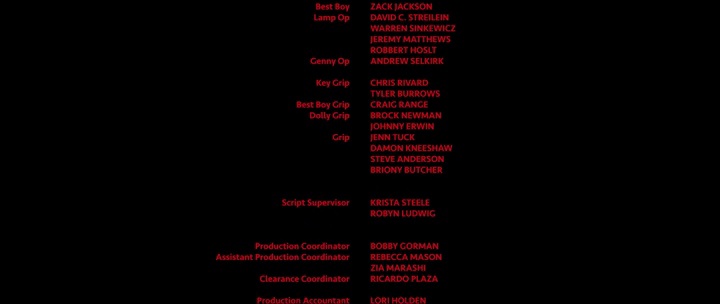 Best Boy ZACK JACKSON
Lamp Op DAVID C. STREILEIN
WARREN SINKEWICZ
JEREMY MATTHEWS
ROBBERT HOSLT
Genny Op ANDREW SELKIRK
Key Grip CHRIS RIVARD
TYLER BURROWS
Best Boy Grip CRAIG RANGE
Dolly Grip BROCK NEWMAN
JOHNNY ERWIN
Grip JENN TUCK
DAMON KNEESHAW
STEVE ANDERSON
BRIONY BUTCHER
Script Supervisor KRISTA STEELE
ROBYN LUDWIG
Production Coordinator BOBBY GORMAN
Assistant Production Coordinator REBECCA MASON
ZIA MARASHI
Clearance Coordinator RICARDO PLAZA
Production Accountant LORI HOLDEN